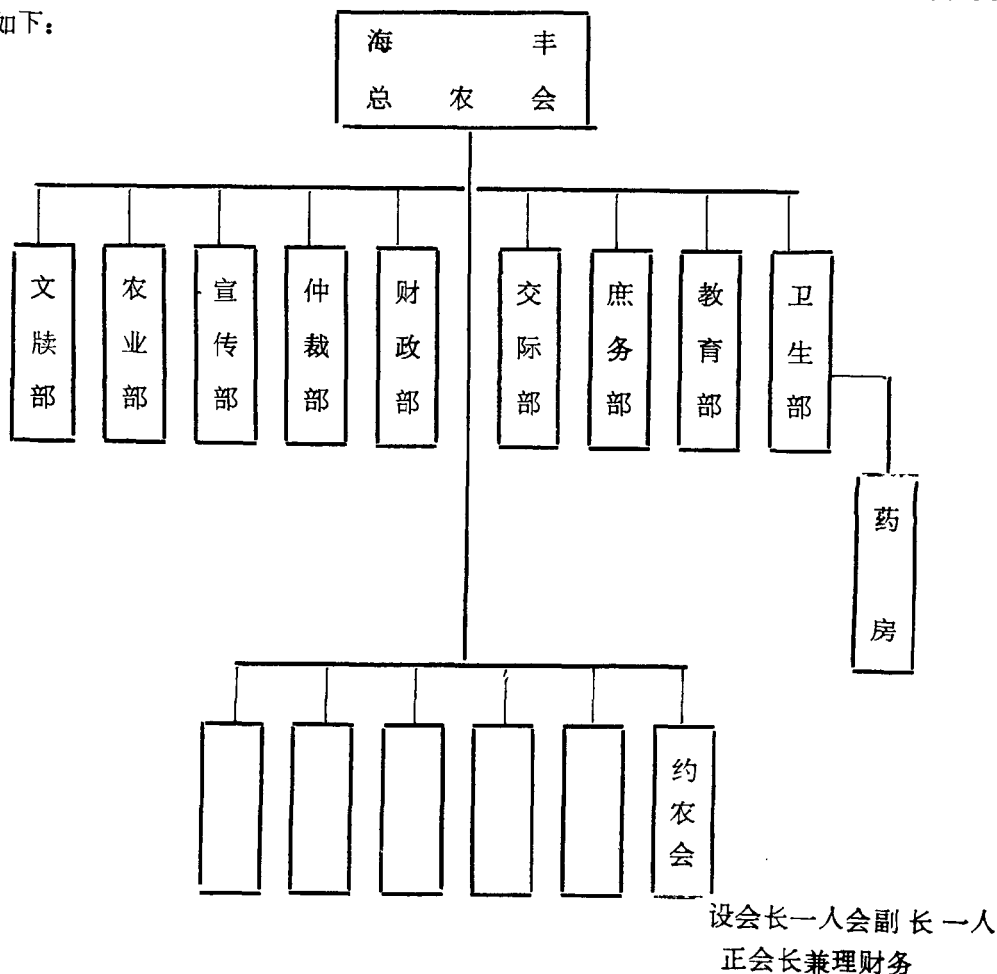 如下：
海丰
总农会
文牍部
农业部
宣传部
仲裁部
财政部
交际部
庶务部
教育部
卫生部
药房
约农会
设会长一人会副长一人
正会长兼理财务